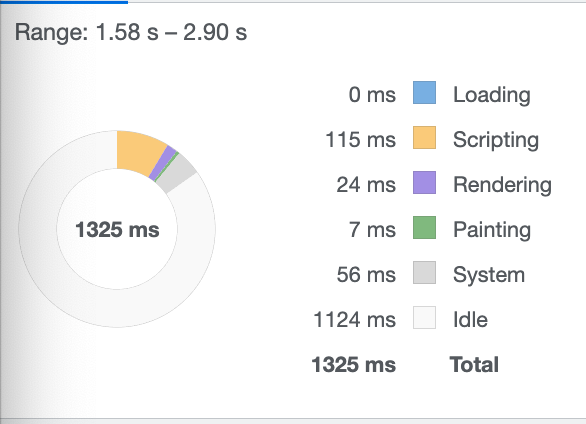 Range: 1.58 s – 2.90 s
1325 ms
0 ms Loading
115 ms Scripting
24 ms Rendering
7 ms Painting
56 ms System
1124 ms Idle
1325 ms Total